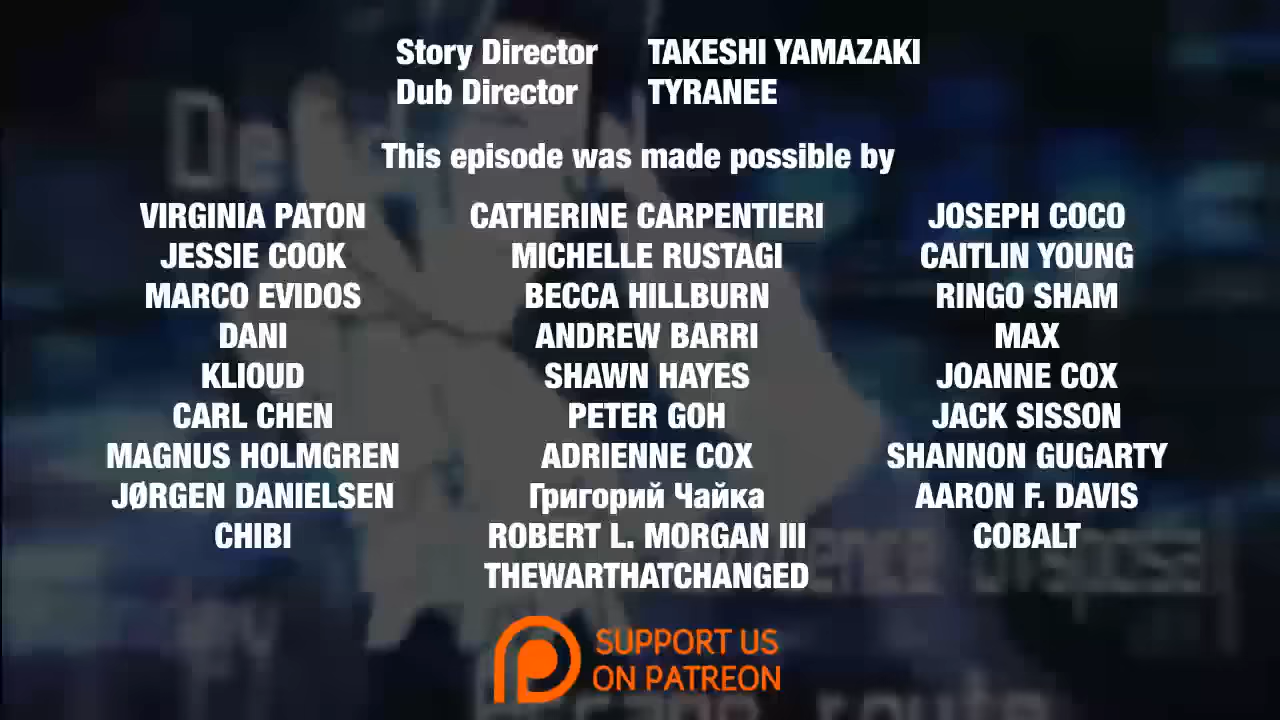 Story Director TAKESHI YAMAZAKI
Dub Director TYRANEE
This episode was made possible by
VIRGINIA PATON CATHERINE CARPENTIERI JOSEPH COCO
JESSIE COOK MICHELLE RUSTAGI CAITLIN YOUNG
MARCO EVIDOS BECCA HILLBURN RINGO SHAM
DANI ANDREW BARRI MAX
KLIOUD SHAWN HAYES JOANNE COX
CARL CHEN PETER GOH JACK SISSON
MAGNUS HOLMGREN ADRIENNE COX SHANNON GUGARTY
JØRGEN DANIELSEN Григорий Чайка AARON F. DAVIS
CHIBI ROBERT L. MORGAN III COBALT
THEWARTHATCHANGED
SUPPORT US
ON PATREON